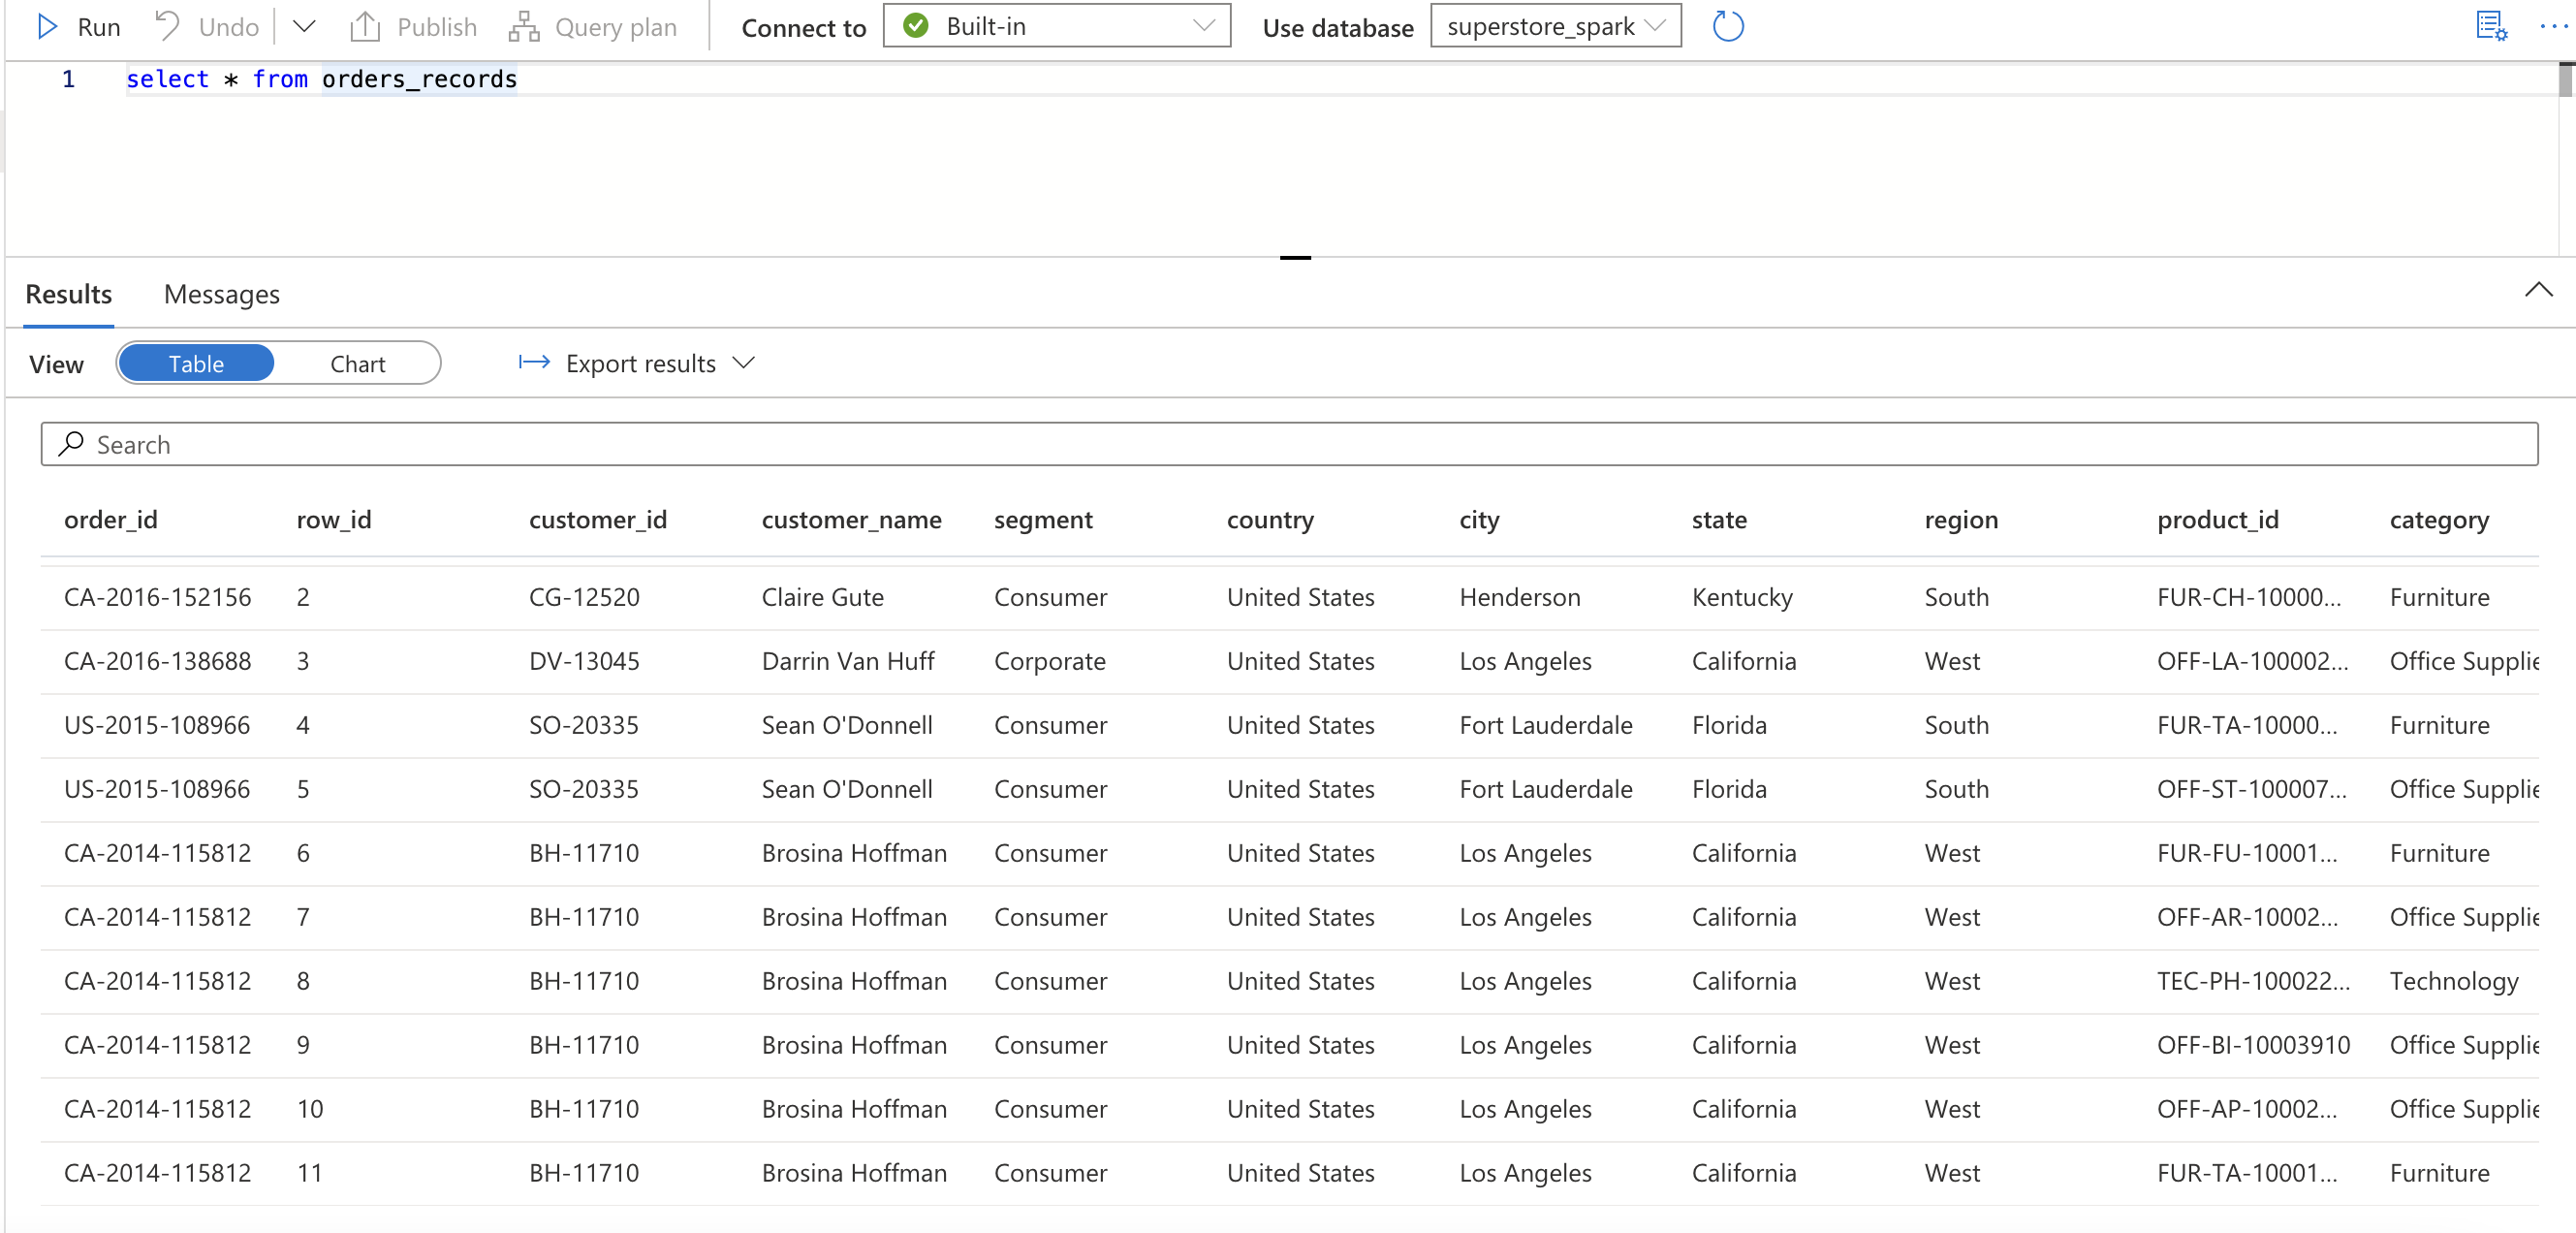 Run Undo Publish Query plan Connect to Built-in Use database superstore_spark
1 select * from orders_records
Results Messages
View Table Chart Export results
Search
order_id row_id customer_id customer_name segment country city state region product_id category
CA-2016-152156 2 CG-12520 Claire Gute Consumer United States Henderson Kentucky South FUR-CH-10000... Furniture
CA-2016-138688 3 DV-13045 Darrin Van Huff Corporate United States Los Angeles California West OFF-LA-100002... Office Supplie
US-2015-108966 4 SO-20335 Sean O'Donnell Consumer United States Fort Lauderdale Florida South FUR-TA-10000... Furniture
US-2015-108966 5 SO-20335 Sean O'Donnell Consumer United States Fort Lauderdale Florida South OFF-ST-100007... Office Supplie
CA-2014-115812 6 BH-11710 Brosina Hoffman Consumer United States Los Angeles California West FUR-FU-10001... Furniture
CA-2014-115812 7 BH-11710 Brosina Hoffman Consumer United States Los Angeles California West OFF-AR-10002... Office Supplie
CA-2014-115812 8 BH-11710 Brosina Hoffman Consumer United States Los Angeles California West TEC-PH-100022... Technology
CA-2014-115812 9 BH-11710 Brosina Hoffman Consumer United States Los Angeles California West OFF-BI-10003910 Office Supplie
CA-2014-115812 10 BH-11710 Brosina Hoffman Consumer United States Los Angeles California West OFF-AP-10002... Office Supplie
CA-2014-115812 11 BH-11710 Brosina Hoffman Consumer United States Los Angeles California West FUR-TA-10001... Furniture